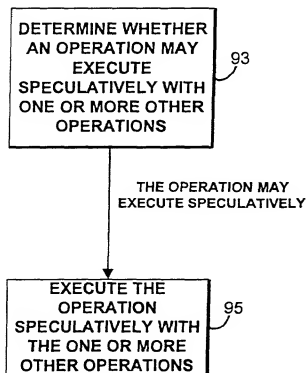 DETERMINE WHETHER
AN OPERATION MAY
EXECUTE
SPECULATIVELY WITH
ONE OR MORE OTHER
OPERATIONS
93
THE OPERATION MAY
EXECUTE SPECULATIVELY
EXECUTE THE
OPERATION
SPECULATIVELY WITH
THE ONE OR MORE
OTHER OPERATIONS
95